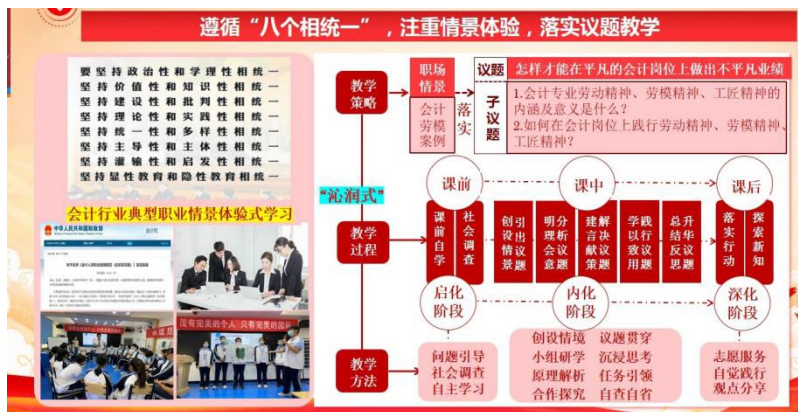 遵循“八个相统一”,注重情景体验,落实议题教学
要坚持政治性和学理性相统一
坚持价值性和知识性相统一
坚持建设性和批判性相统一
坚持理论性和实践性相统一
坚持统一性和多样性相统一
坚持主导性和主体性相统一
坚持灌输性和启发性相统一
坚持显性教育和隐性教育相统一
会计行业典型职业情景体验式学习
中华人民共和国财政部
会计司
没有完美的个人 只有完美的团
“沁润式”
教学
策略
职场
情景
会计
劳模
案例
落实
议题
怎样才能在平凡的会计岗位上做出不平凡业绩
子议题
1.会计专业劳动精神、劳模精神、工匠精神的
内涵及意义是什么?
2.如何在会计岗位上践行劳动精神、劳模精神、
工匠精神?
教学
过程
课前
课中
课后
课前自学
社会调查
创设情景
引出议题
明理会意
分析议题
建言献策
解决议题
学以致用
践行议题
总结反思
升华议题
落实行动
探索新知
启化
阶段
内化
阶段
深化
阶段
教学
方法
问题引导
社会调查
自主学习
创设情境 议题贯穿
小组研学 沉浸思考
原理解析 任务引领
合作探究 自查自省
志愿服务
自觉践行
观点分享